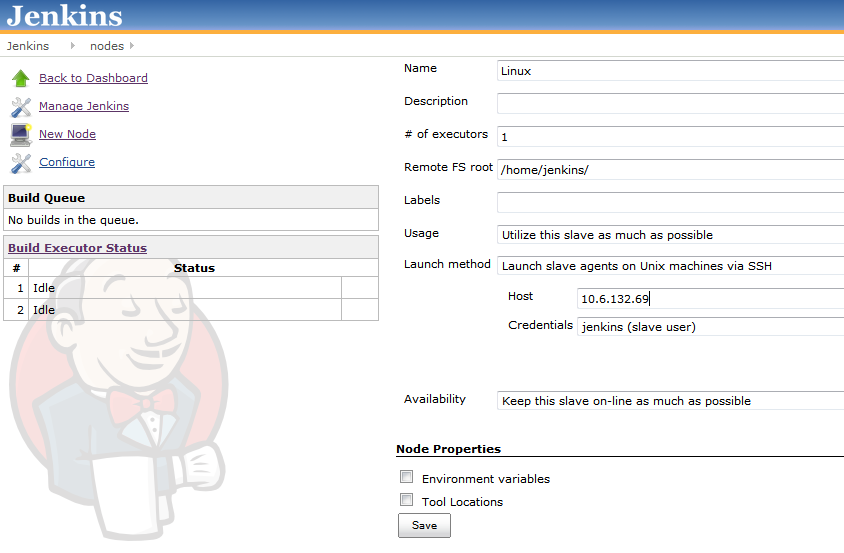 Jenkins
Jenkins nodes
Back to Dashboard
Manage Jenkins
New Node
Configure
Build Queue
No builds in the queue.
Build Executor Status
# Status
1 Idle
2 Idle
Name Linux
Description
# of executors 1
Remote FS root /home/jenkins/
Labels
Usage Utilize this slave as much as possible
Launch method Launch slave agents on Unix machines via SSH
Host 10.6.132.69
Credentials jenkins (slave user)
Availability Keep this slave on-line as much as possible
Node Properties
Environment variables
Tool Locations
Save